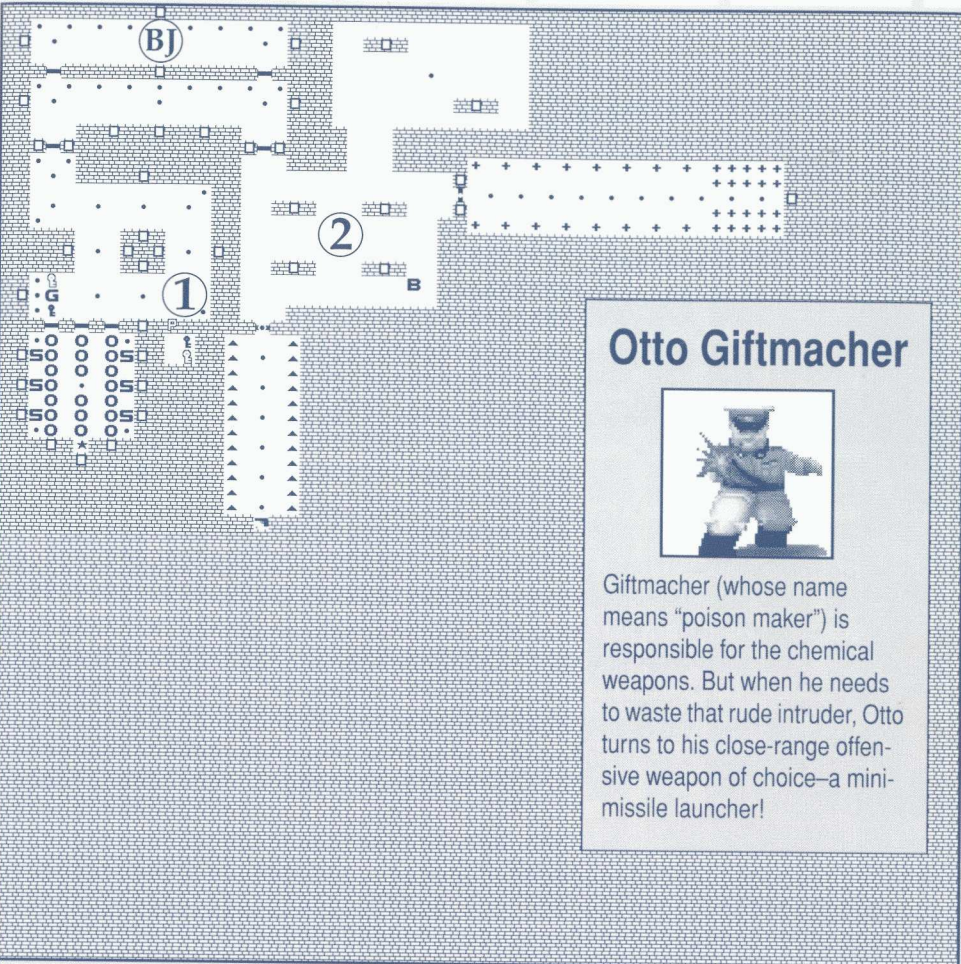 BJ
2
B
1
G
P
S S
S S
S S
Otto Giftmacher
Giftmacher (whose name
means “poison maker”) is
responsible for the chemical
weapons. But when he needs
to waste that rude intruder, Otto
turns to his close-range offen-
sive weapon of choice–a mini-
missile launcher!